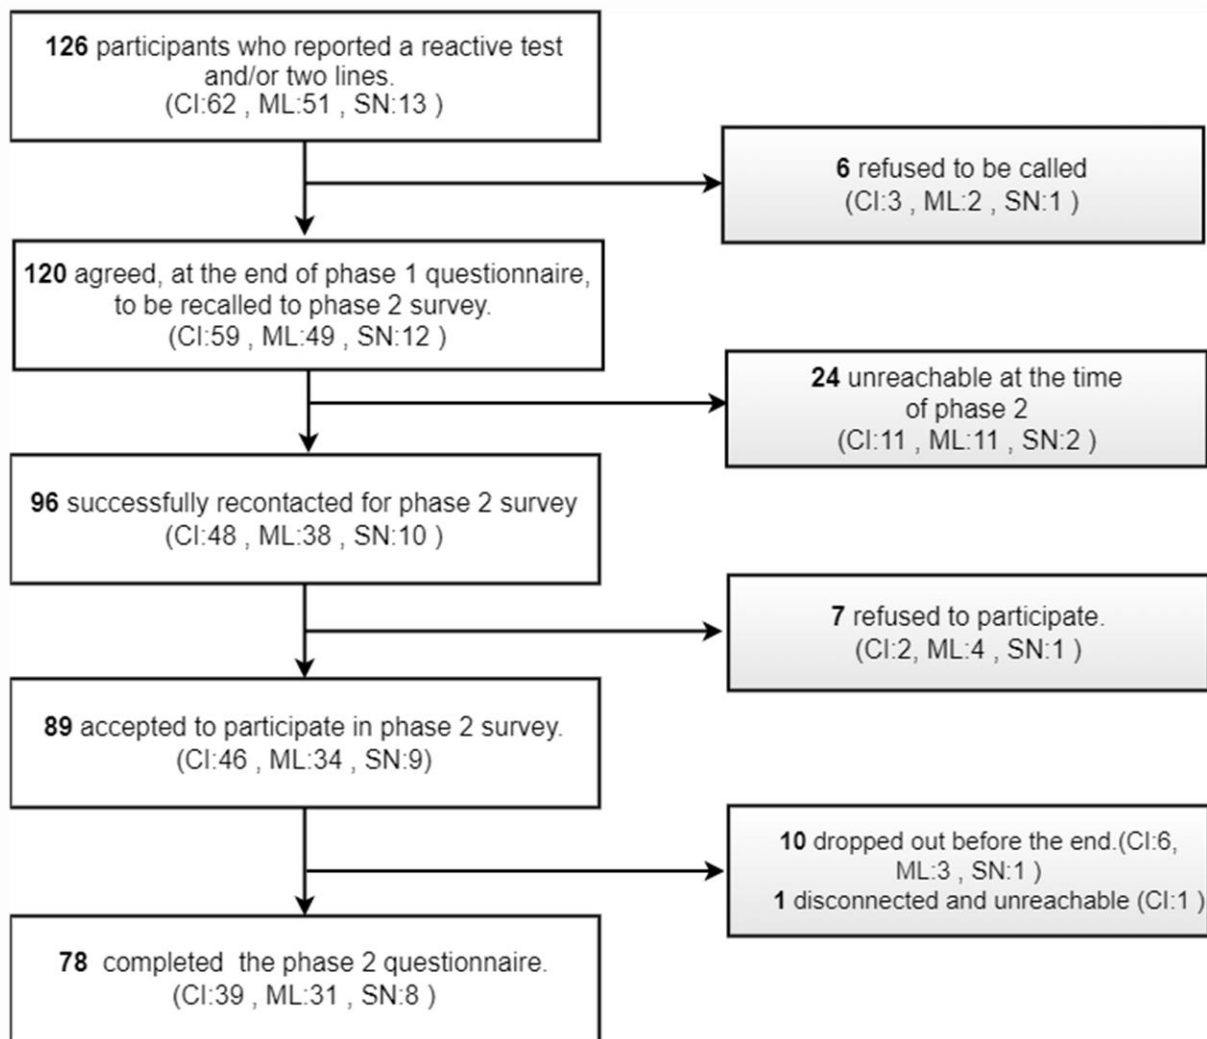 126 participants who reported a reactive test
and/or two lines.
(CI:62 , ML:51 , SN:13 )
6 refused to be called
(CI:3 , ML:2 , SN:1 )
120 agreed, at the end of phase 1 questionnaire,
to be recalled to phase 2 survey.
(CI:59 , ML:49 , SN:12 )
24 unreachable at the time
of phase 2
(CI:11 , ML:11 , SN:2 )
96 successfully recontacted for phase 2 survey
(CI:48 , ML:38 , SN:10 )
7 refused to participate.
(CI:2, ML:4 , SN:1 )
89 accepted to participate in phase 2 survey.
(CI:46 , ML:34 , SN:9)
10 dropped out before the end.(CI:6,
ML:3 , SN:1 )
1 disconnected and unreachable (CI:1 )
78 completed the phase 2 questionnaire.
(CI:39 , ML:31 , SN:8 )